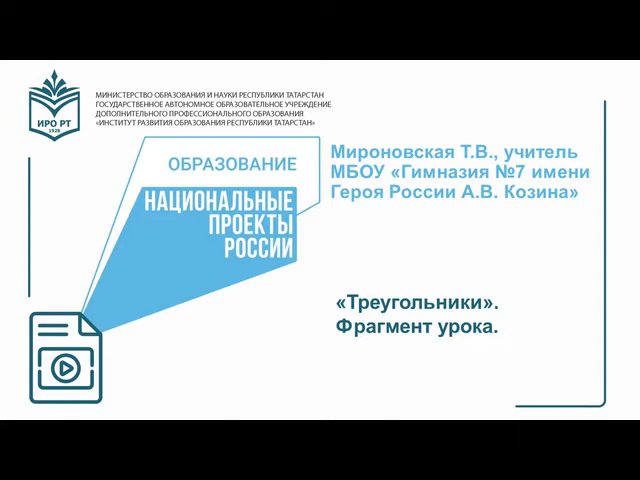 МИНИСТЕРСТВО ОБРАЗОВАНИЯ И НАУКИ РЕСПУБЛИКИ ТАТАРСТАН
ГОСУДАРСТВЕННОЕ АВТОНОМНОЕ ОБРАЗОВАТЕЛЬНОЕ УЧРЕЖДЕНИЕ
ДОПОЛНИТЕЛЬНОГО ПРОФЕССИОНАЛЬНОГО ОБРАЗОВАНИЯ
«ИНСТИТУТ РАЗВИТИЯ ОБРАЗОВАНИЯ РЕСПУБЛИКИ ТАТАРСТАН»
ИРО РТ
1928
ОБРАЗОВАНИЕ
НАЦИОНАЛЬНЫЕ
ПРОЕКТЫ
РОССИИ
Мироновская Т.В., учитель
МБОУ «Гимназия №7 имени
Героя России А.В. Козина»
«Треугольники».
Фрагмент урока.